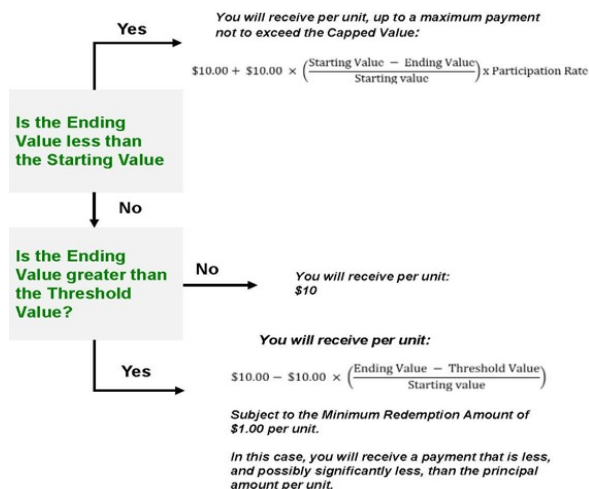 Yes
You will receive per unit, up to a maximum payment
not to exceed the Capped Value:
$10.00 + $10.00 × (Starting Value − Ending Value / Starting value) x Participation Rate
Is the Ending
Value less than
the Starting Value
No
Is the Ending
Value greater than
the Threshold
Value?
No
You will receive per unit:
$10
You will receive per unit:
Yes
$10.00 − $10.00 × (Ending Value − Threshold Value / Starting value)
Subject to the Minimum Redemption Amount of
$1.00 per unit.
In this case, you will receive a payment that is less,
and possibly significantly less, than the principal
amount per unit.